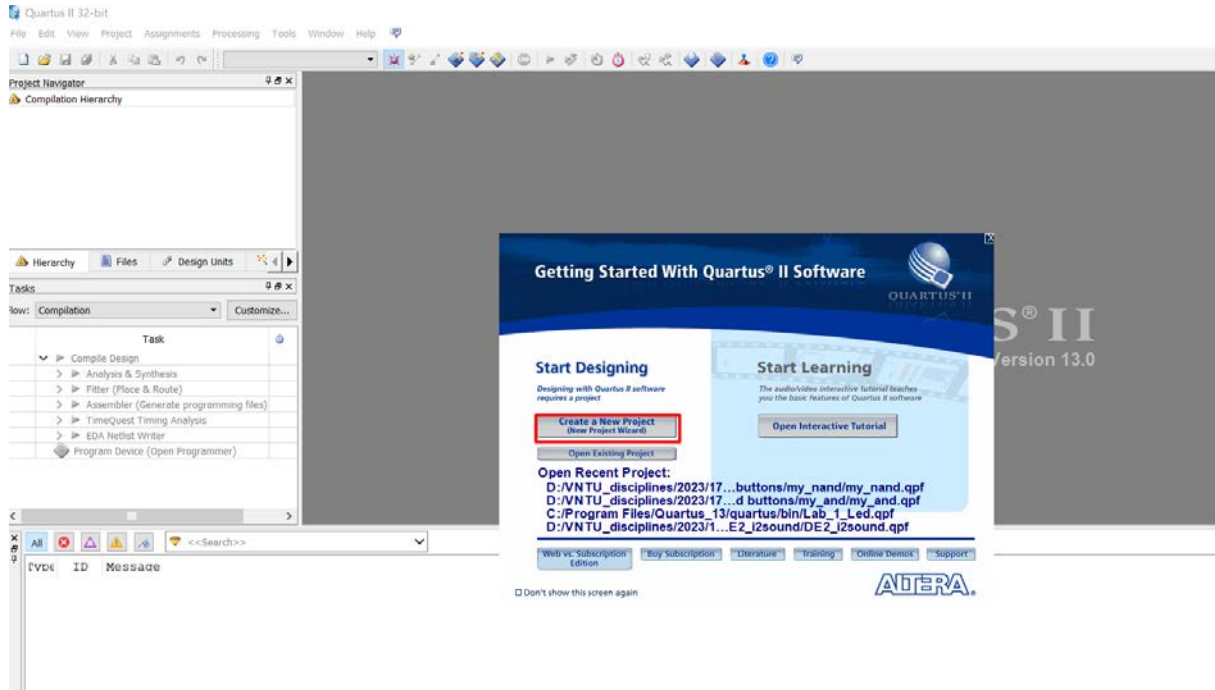 Quartus II 32-bit
File Edit View Project Assignments Processing Tools Window Help
Project Navigator
Compilation Hierarchy
Hierarchy Files Design Units
Tasks
Flow: Compilation Customize...
Task
Compile Design
Analysis & Synthesis
Fitter (Place & Route)
Assembler (Generate programming files)
TimeQuest Timing Analysis
EDA Netlist Writer
Program Device (Open Programmer)
Getting Started With Quartus® II Software
QUARTUS® II
S® II
Version 13.0
Start Designing
Designing with Quartus II software
requires a project
Create a New Project
(New Project Wizard)
Open Existing Project
Start Learning
The audio/video interactive tutorial teaches
you the basic features of Quartus II software
Open Interactive Tutorial
Open Recent Project:
D:/VNTU_disciplines/2023/17...buttons/my_nand/my_nand.qpf
D:/VNTU_disciplines/2023/17...d buttons/my_and/my_and.qpf
C:/Program Files/Quartus_13/quartus/bin/Lab_1_Led.qpf
D:/VNTU_disciplines/2023/1...E2_i2sound/DE2_i2sound.qpf
Web vs. Subscription
Edition
Buy Subscription
Literature
Training
Online Demos
Support
Don't show this screen again
ALTERA.
All <<Search>>
Type ID Message